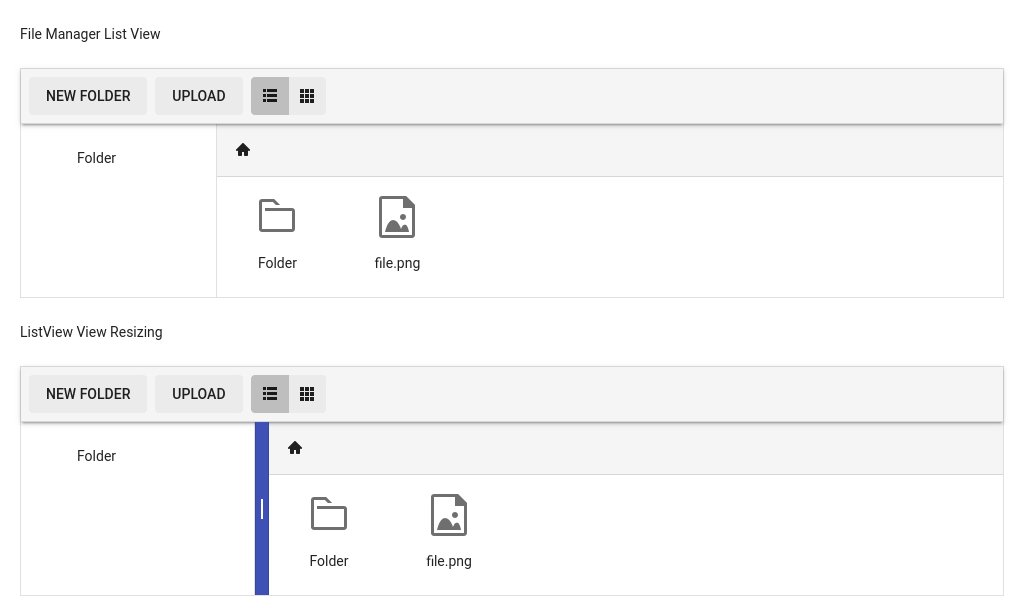 File Manager List View
NEW FOLDER UPLOAD
Folder
Folder file.png
ListView View Resizing
NEW FOLDER UPLOAD
Folder
Folder file.png